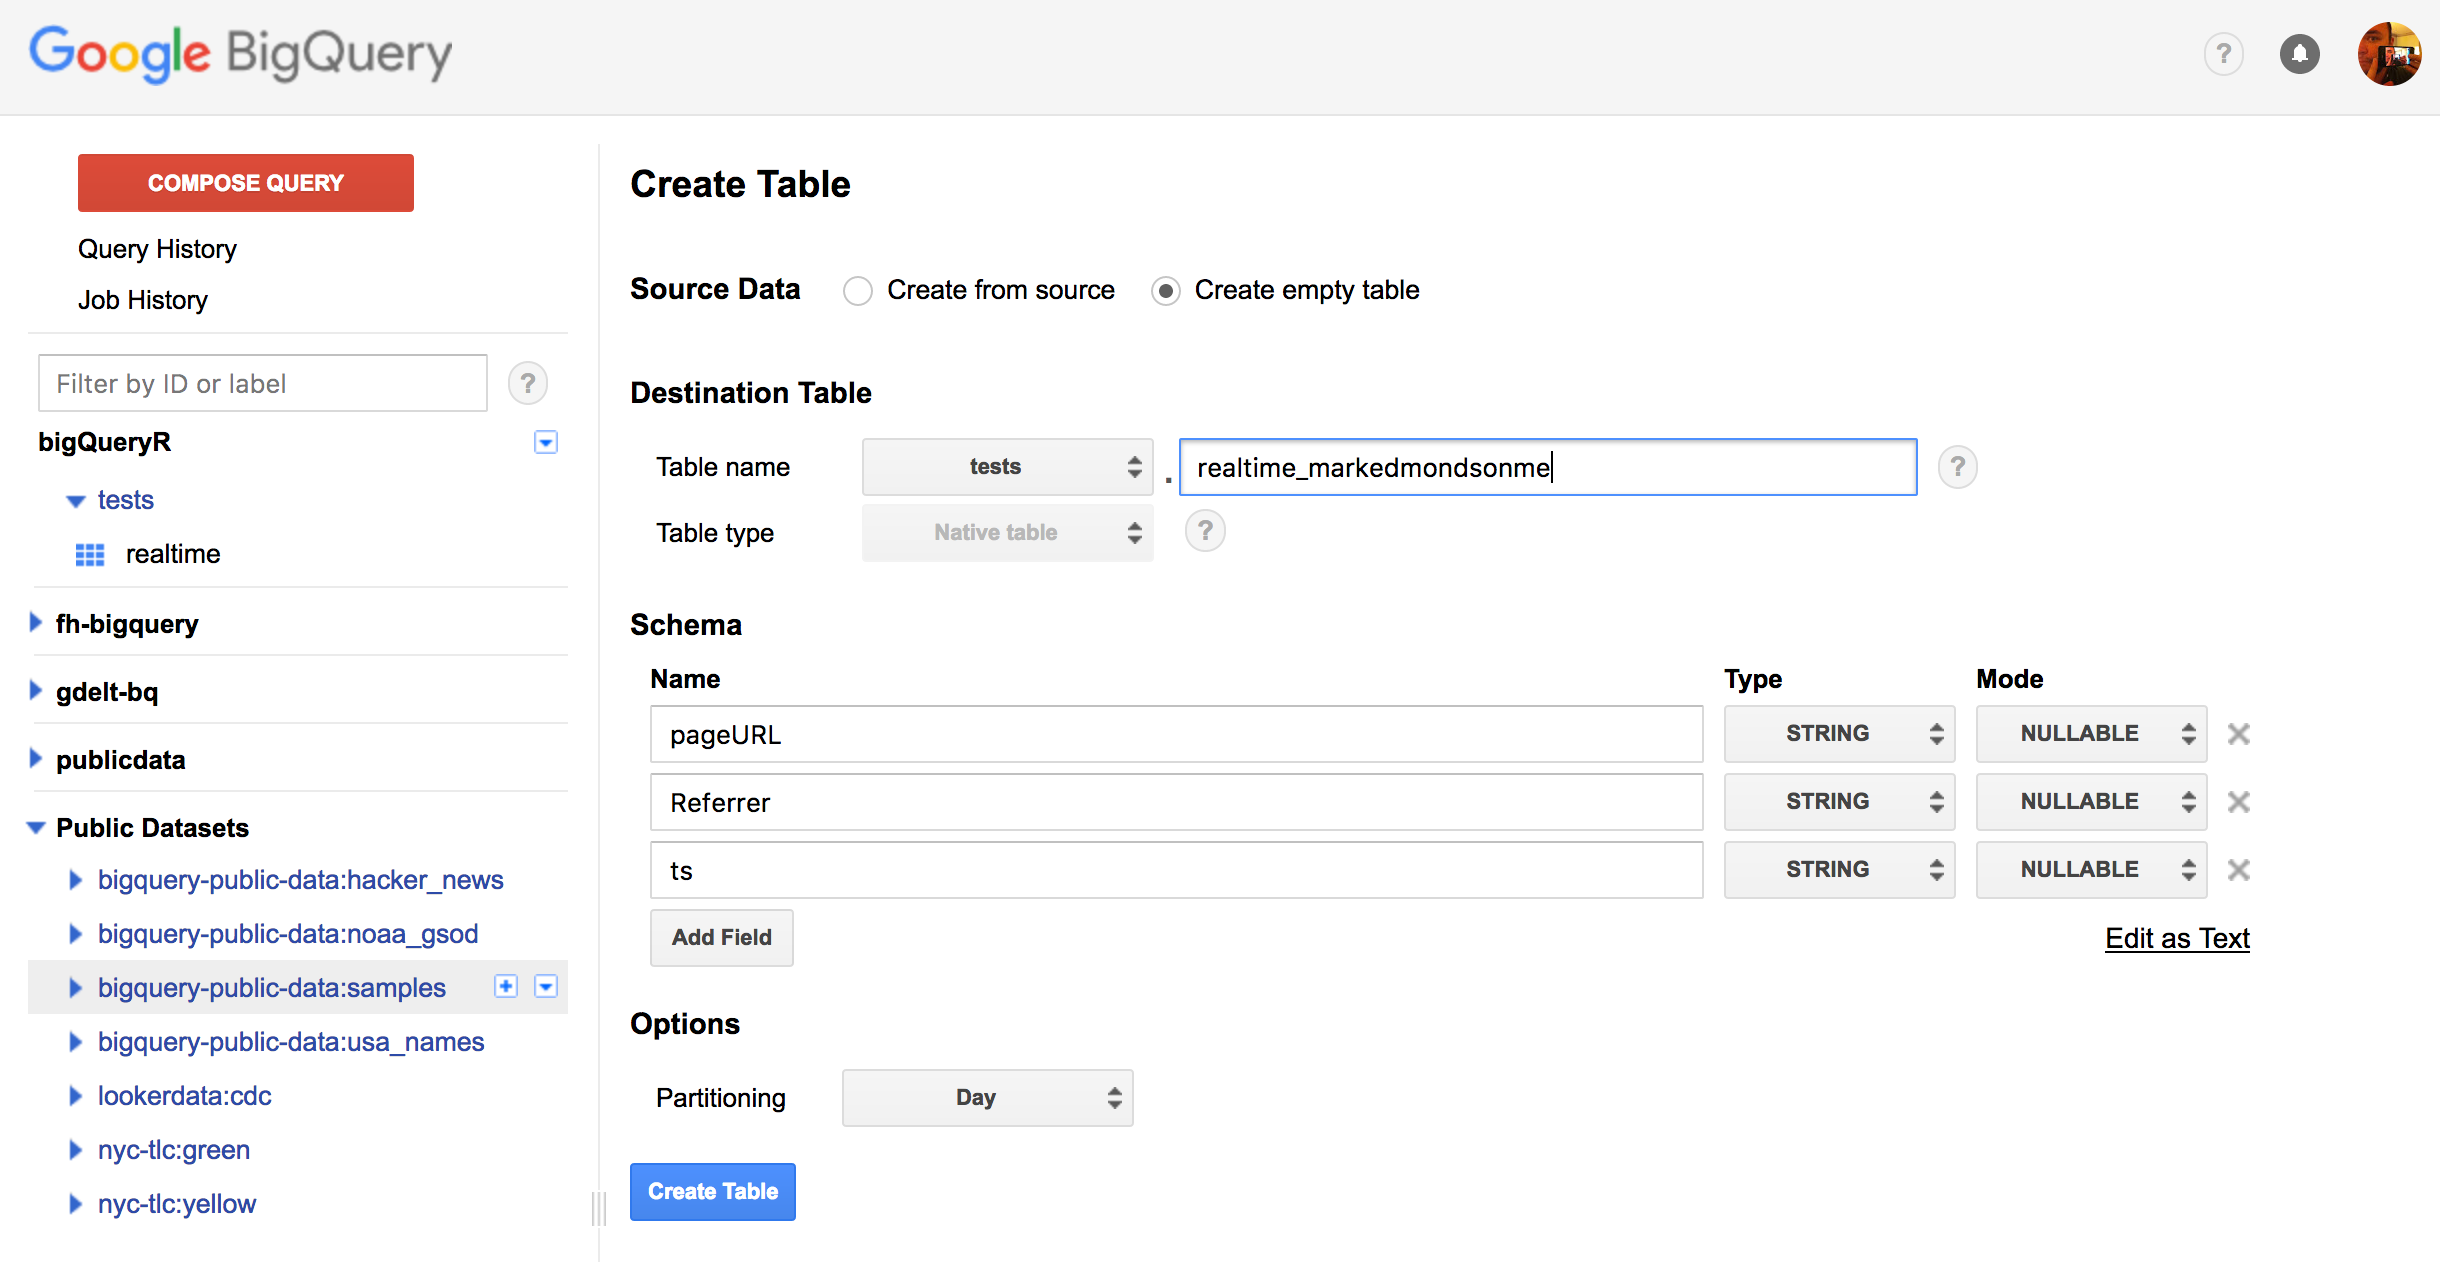 Google BigQuery
?
COMPOSE QUERY
Query History
Job History
Filter by ID or label
?
bigQueryR
tests
realtime
fh-bigquery
gdelt-bq
publicdata
Public Datasets
bigquery-public-data:hacker_news
bigquery-public-data:noaa_gsod
bigquery-public-data:samples
bigquery-public-data:usa_names
lookerdata:cdc
nyc-tlc:green
nyc-tlc:yellow
Create Table
Source Data Create from source Create empty table
Destination Table
Table name tests . realtime_markedmondsonme ?
Table type Native table ?
Schema
Name Type Mode
pageURL STRING NULLABLE
Referrer STRING NULLABLE
ts STRING NULLABLE
Add Field Edit as Text
Options
Partitioning Day
Create Table